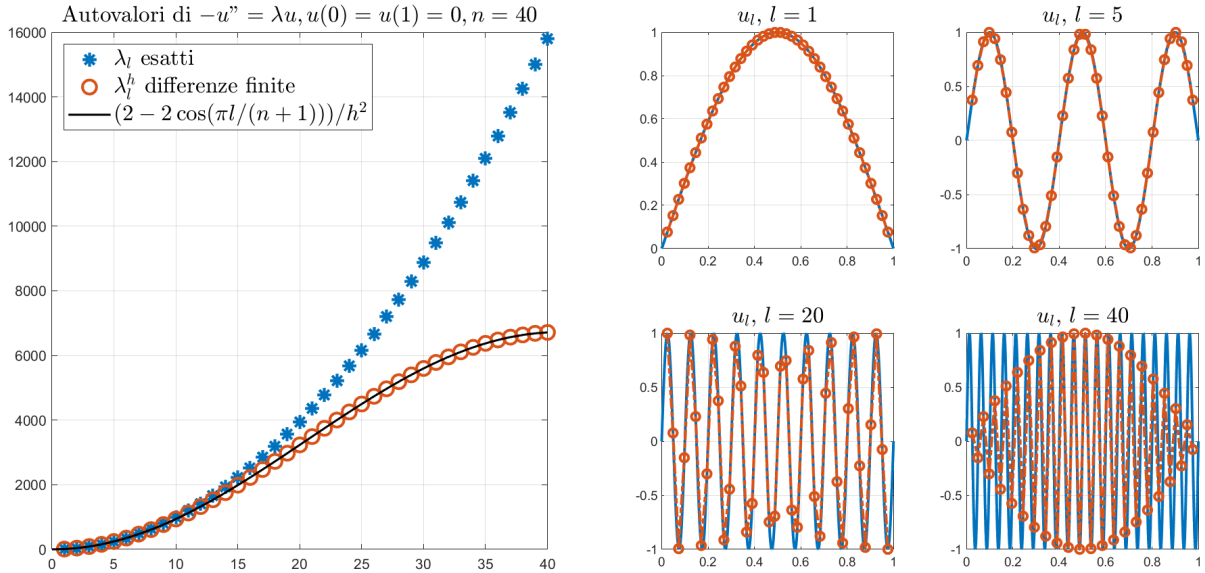 Autovalori di −u” = λu, u(0) = u(1) = 0, n = 40
λ_l esatti
λ_l^h differenze finite
(2 − 2 cos(πl/(n + 1)))/h²
16000
14000
12000
10000
8000
6000
4000
2000
0
0 5 10 15 20 25 30 35 40
u_l, l = 1
1
0.8
0.6
0.4
0.2
0
0 0.2 0.4 0.6 0.8 1
u_l, l = 5
1
0.5
0
-0.5
-1
0 0.2 0.4 0.6 0.8 1
u_l, l = 20
1
0.5
0
-0.5
-1
0 0.2 0.4 0.6 0.8 1
u_l, l = 40
1
0.5
0
-0.5
-1
0 0.2 0.4 0.6 0.8 1